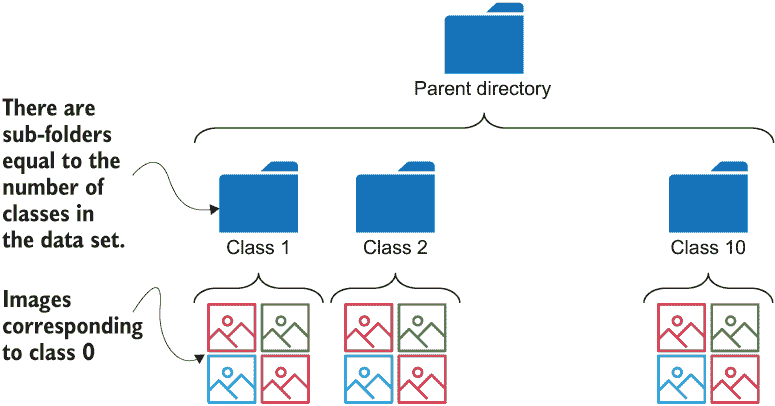 Parent directory
There are
sub-folders
equal to the
number of
classes in
the data set.
Class 1
Class 2
Class 10
Images
corresponding
to class 0